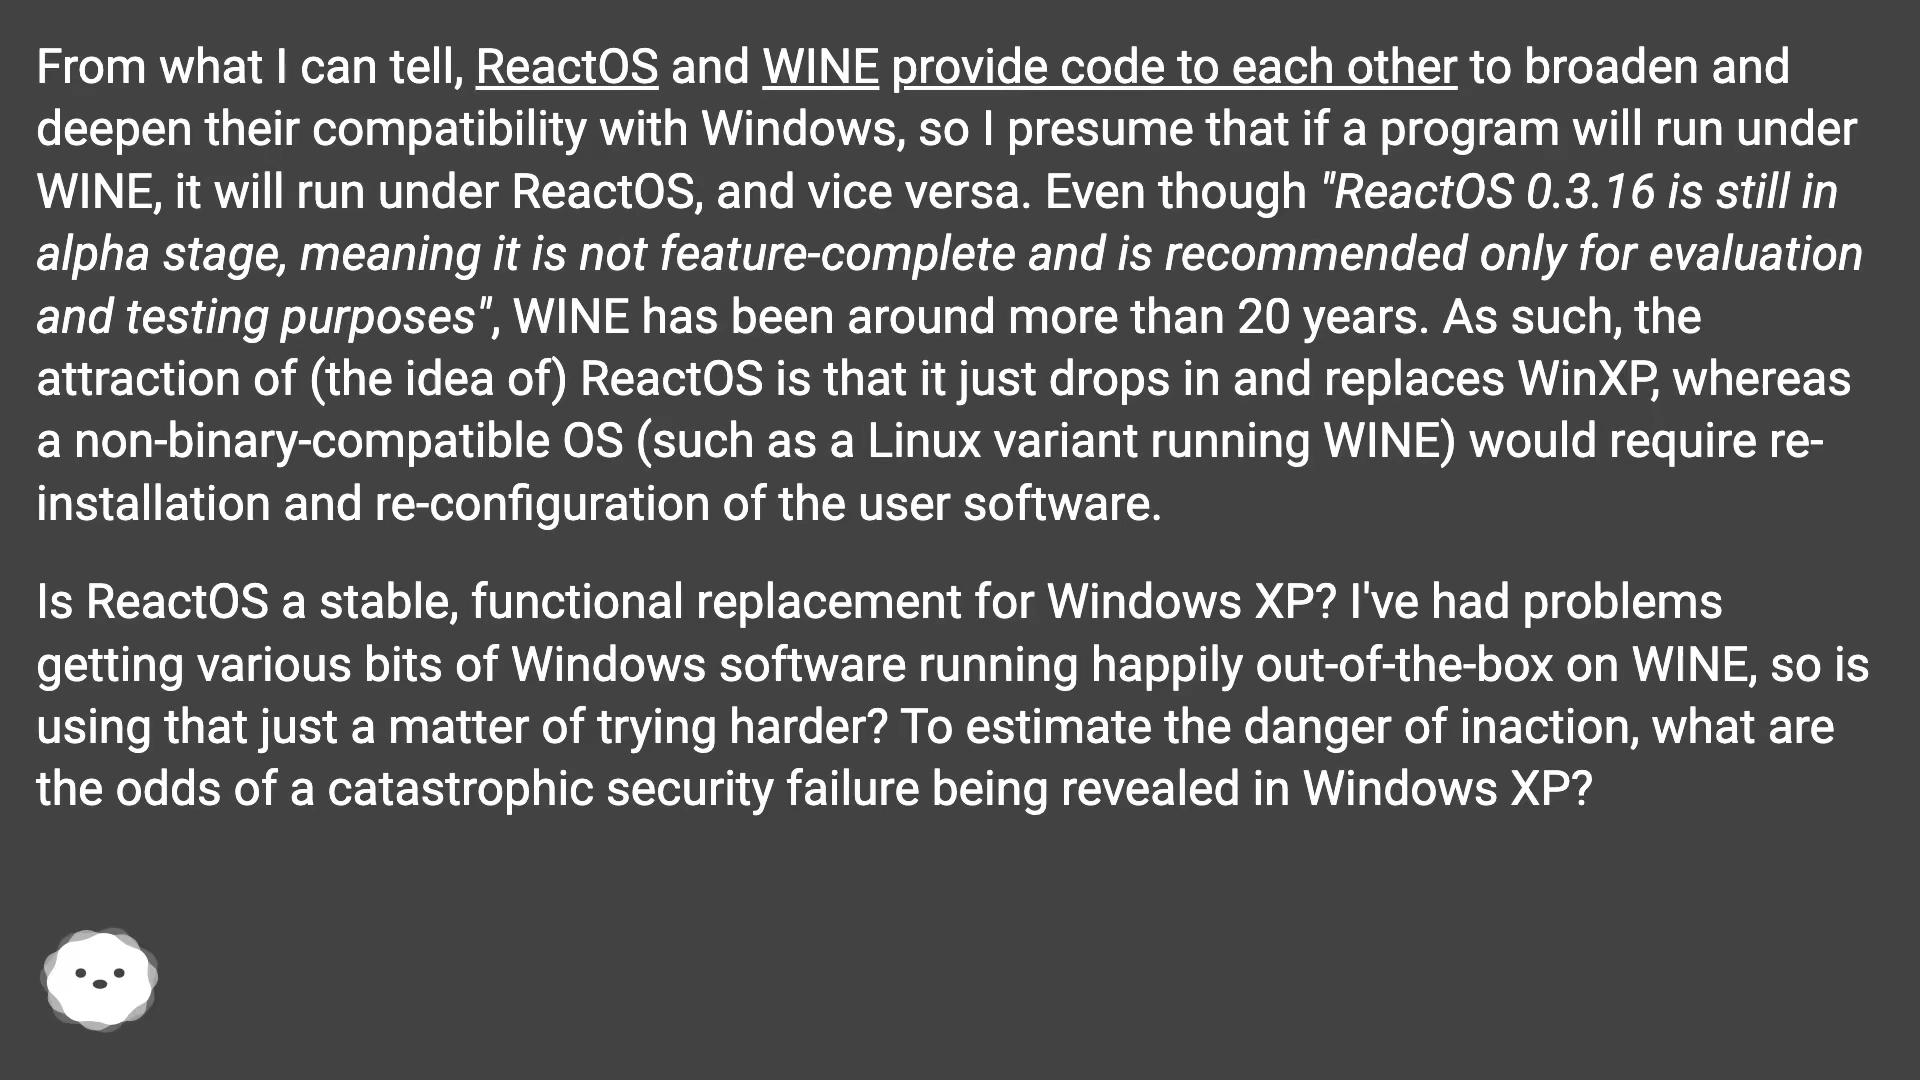 From what I can tell, ReactOS and WINE provide code to each other to broaden and
deepen their compatibility with Windows, so I presume that if a program will run under
WINE, it will run under ReactOS, and vice versa. Even though "ReactOS 0.3.16 is still in
alpha stage, meaning it is not feature-complete and is recommended only for evaluation
and testing purposes", WINE has been around more than 20 years. As such, the
attraction of (the idea of) ReactOS is that it just drops in and replaces WinXP, whereas
a non-binary-compatible OS (such as a Linux variant running WINE) would require re-
installation and re-configuration of the user software.
Is ReactOS a stable, functional replacement for Windows XP? I've had problems
getting various bits of Windows software running happily out-of-the-box on WINE, so is
using that just a matter of trying harder? To estimate the danger of inaction, what are
the odds of a catastrophic security failure being revealed in Windows XP?